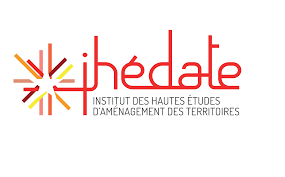 ihédate
INSTITUT DES HAUTES ÉTUDES
D'AMÉNAGEMENT DES TERRITOIRES